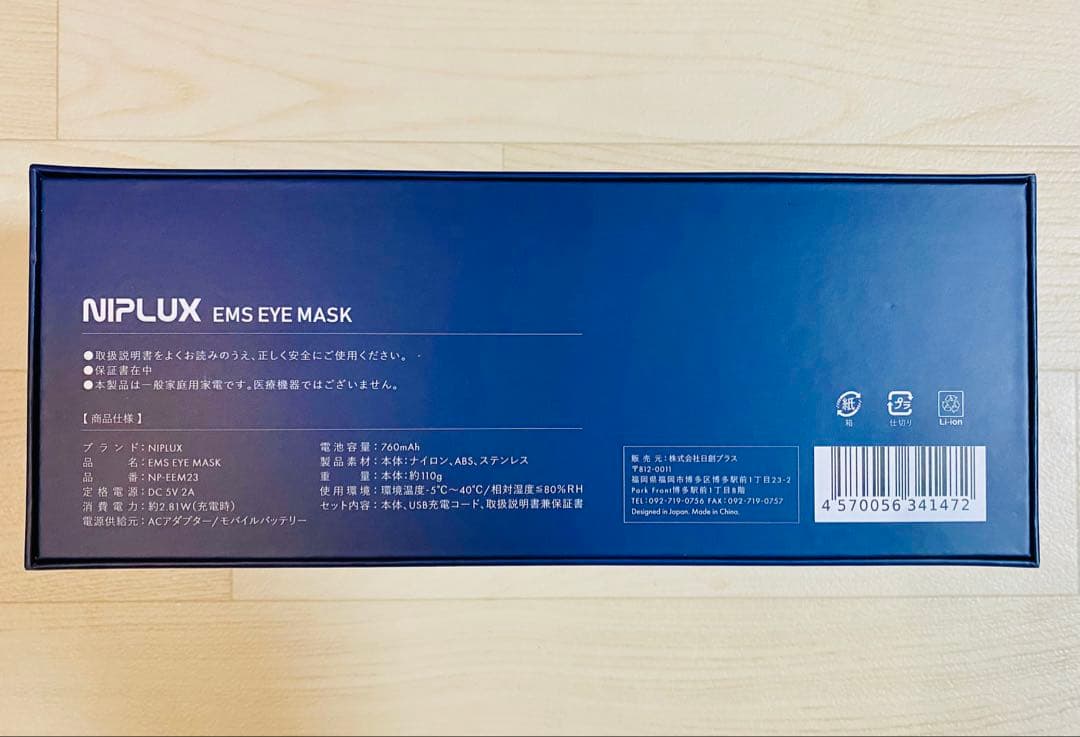 NIPLUX EMS EYE MASK
●取扱説明書をよくお読みのうえ、正しく安全にご使用ください。
●保証書在中
●本製品は一般家庭用家電です。医療機器ではございません。
【商品仕様】
ブランド:NIPLUX
品名:EMS EYE MASK
品番:NP-EEM23
定格電源:DC 5V 2A
消費電力:約2.81W(充電時)
電源供給元:ACアダプター/モバイルバッテリー
電池容量:760mAh
製品素材:本体:ナイロン、ABS、ステンレス
重量:本体:約110g
使用環境:環境温度-5℃〜40℃/相対湿度≦80%RH
セット内容:本体、USB充電コード、取扱説明書兼保証書
販売元:株式会社日創プラス
〒812-0011
福岡県福岡市博多区博多駅前1丁目23-2
Park Front博多駅前1丁目8階
TEL:092-719-0756 FAX:092-719-0757
Designed in Japan. Made in China.
紙
箱
プラ
仕切り
Li-ion
4 570056 341472